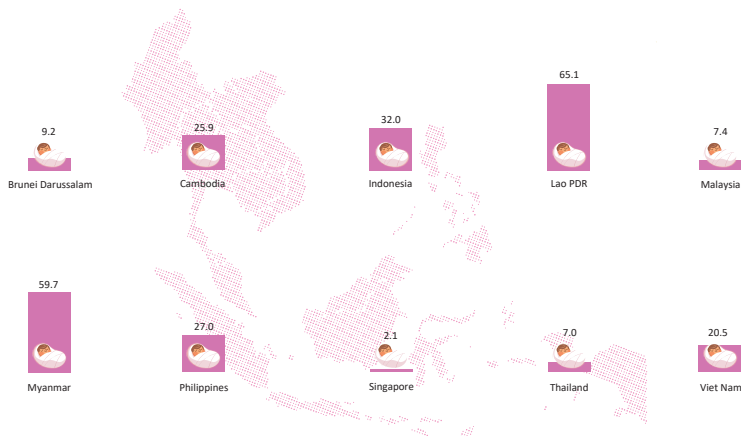 65.1
32.0
25.9
9.2
7.4
Brunei Darussalam
Cambodia
Indonesia
Lao PDR
Malaysia
59.7
27.0
2.1
7.0
20.5
Myanmar
Philippines
Singapore
Thailand
Viet Nam